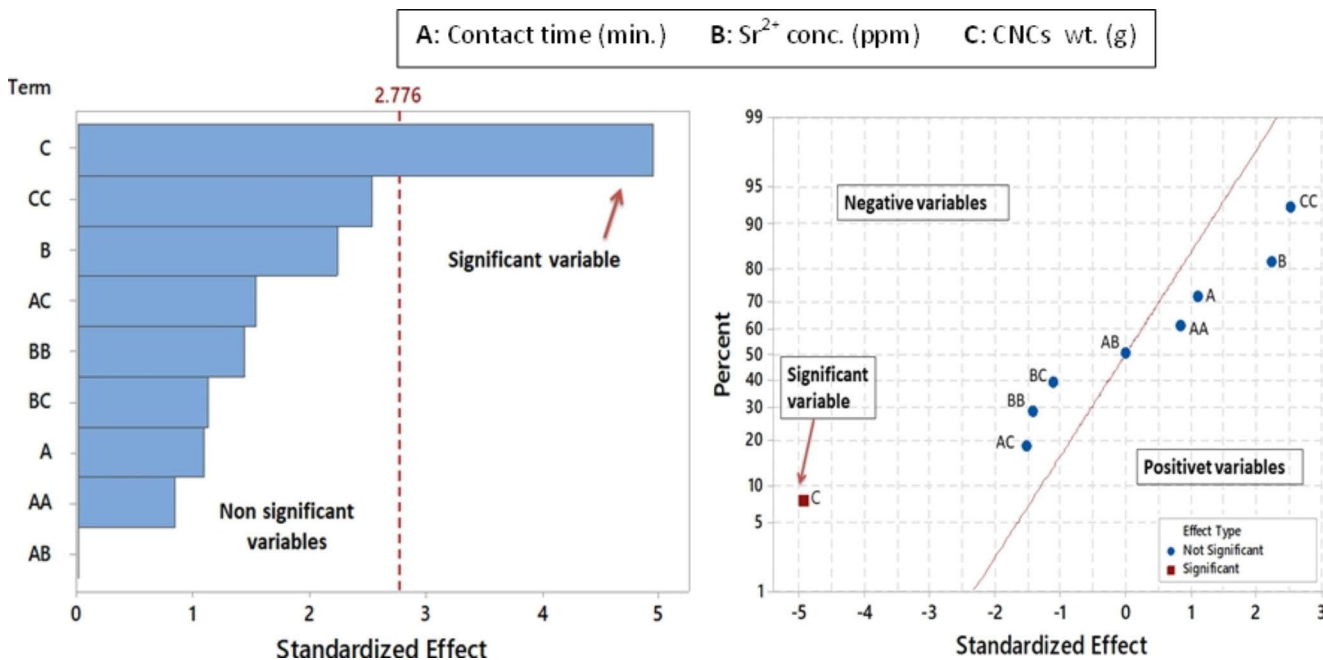 A: Contact time (min.) B: Sr²⁺ conc. (ppm) C: CNCs wt. (g)
Term
2.776
C
CC
B
AC
BB
BC
A
AA
AB
Significant variable
Non significant
variables
0 1 2 3 4 5
Standardized Effect
Percent
99
95
90
80
70
60
50
40
30
20
10
5
1
Negative variables
CC
B
A
AA
AB
BC
BB
AC
Significant
variable
C
Positivet variables
Effect Type
Not Significant
Significant
-5 -4 -3 -2 -1 0 1 2 3
Standardized Effect